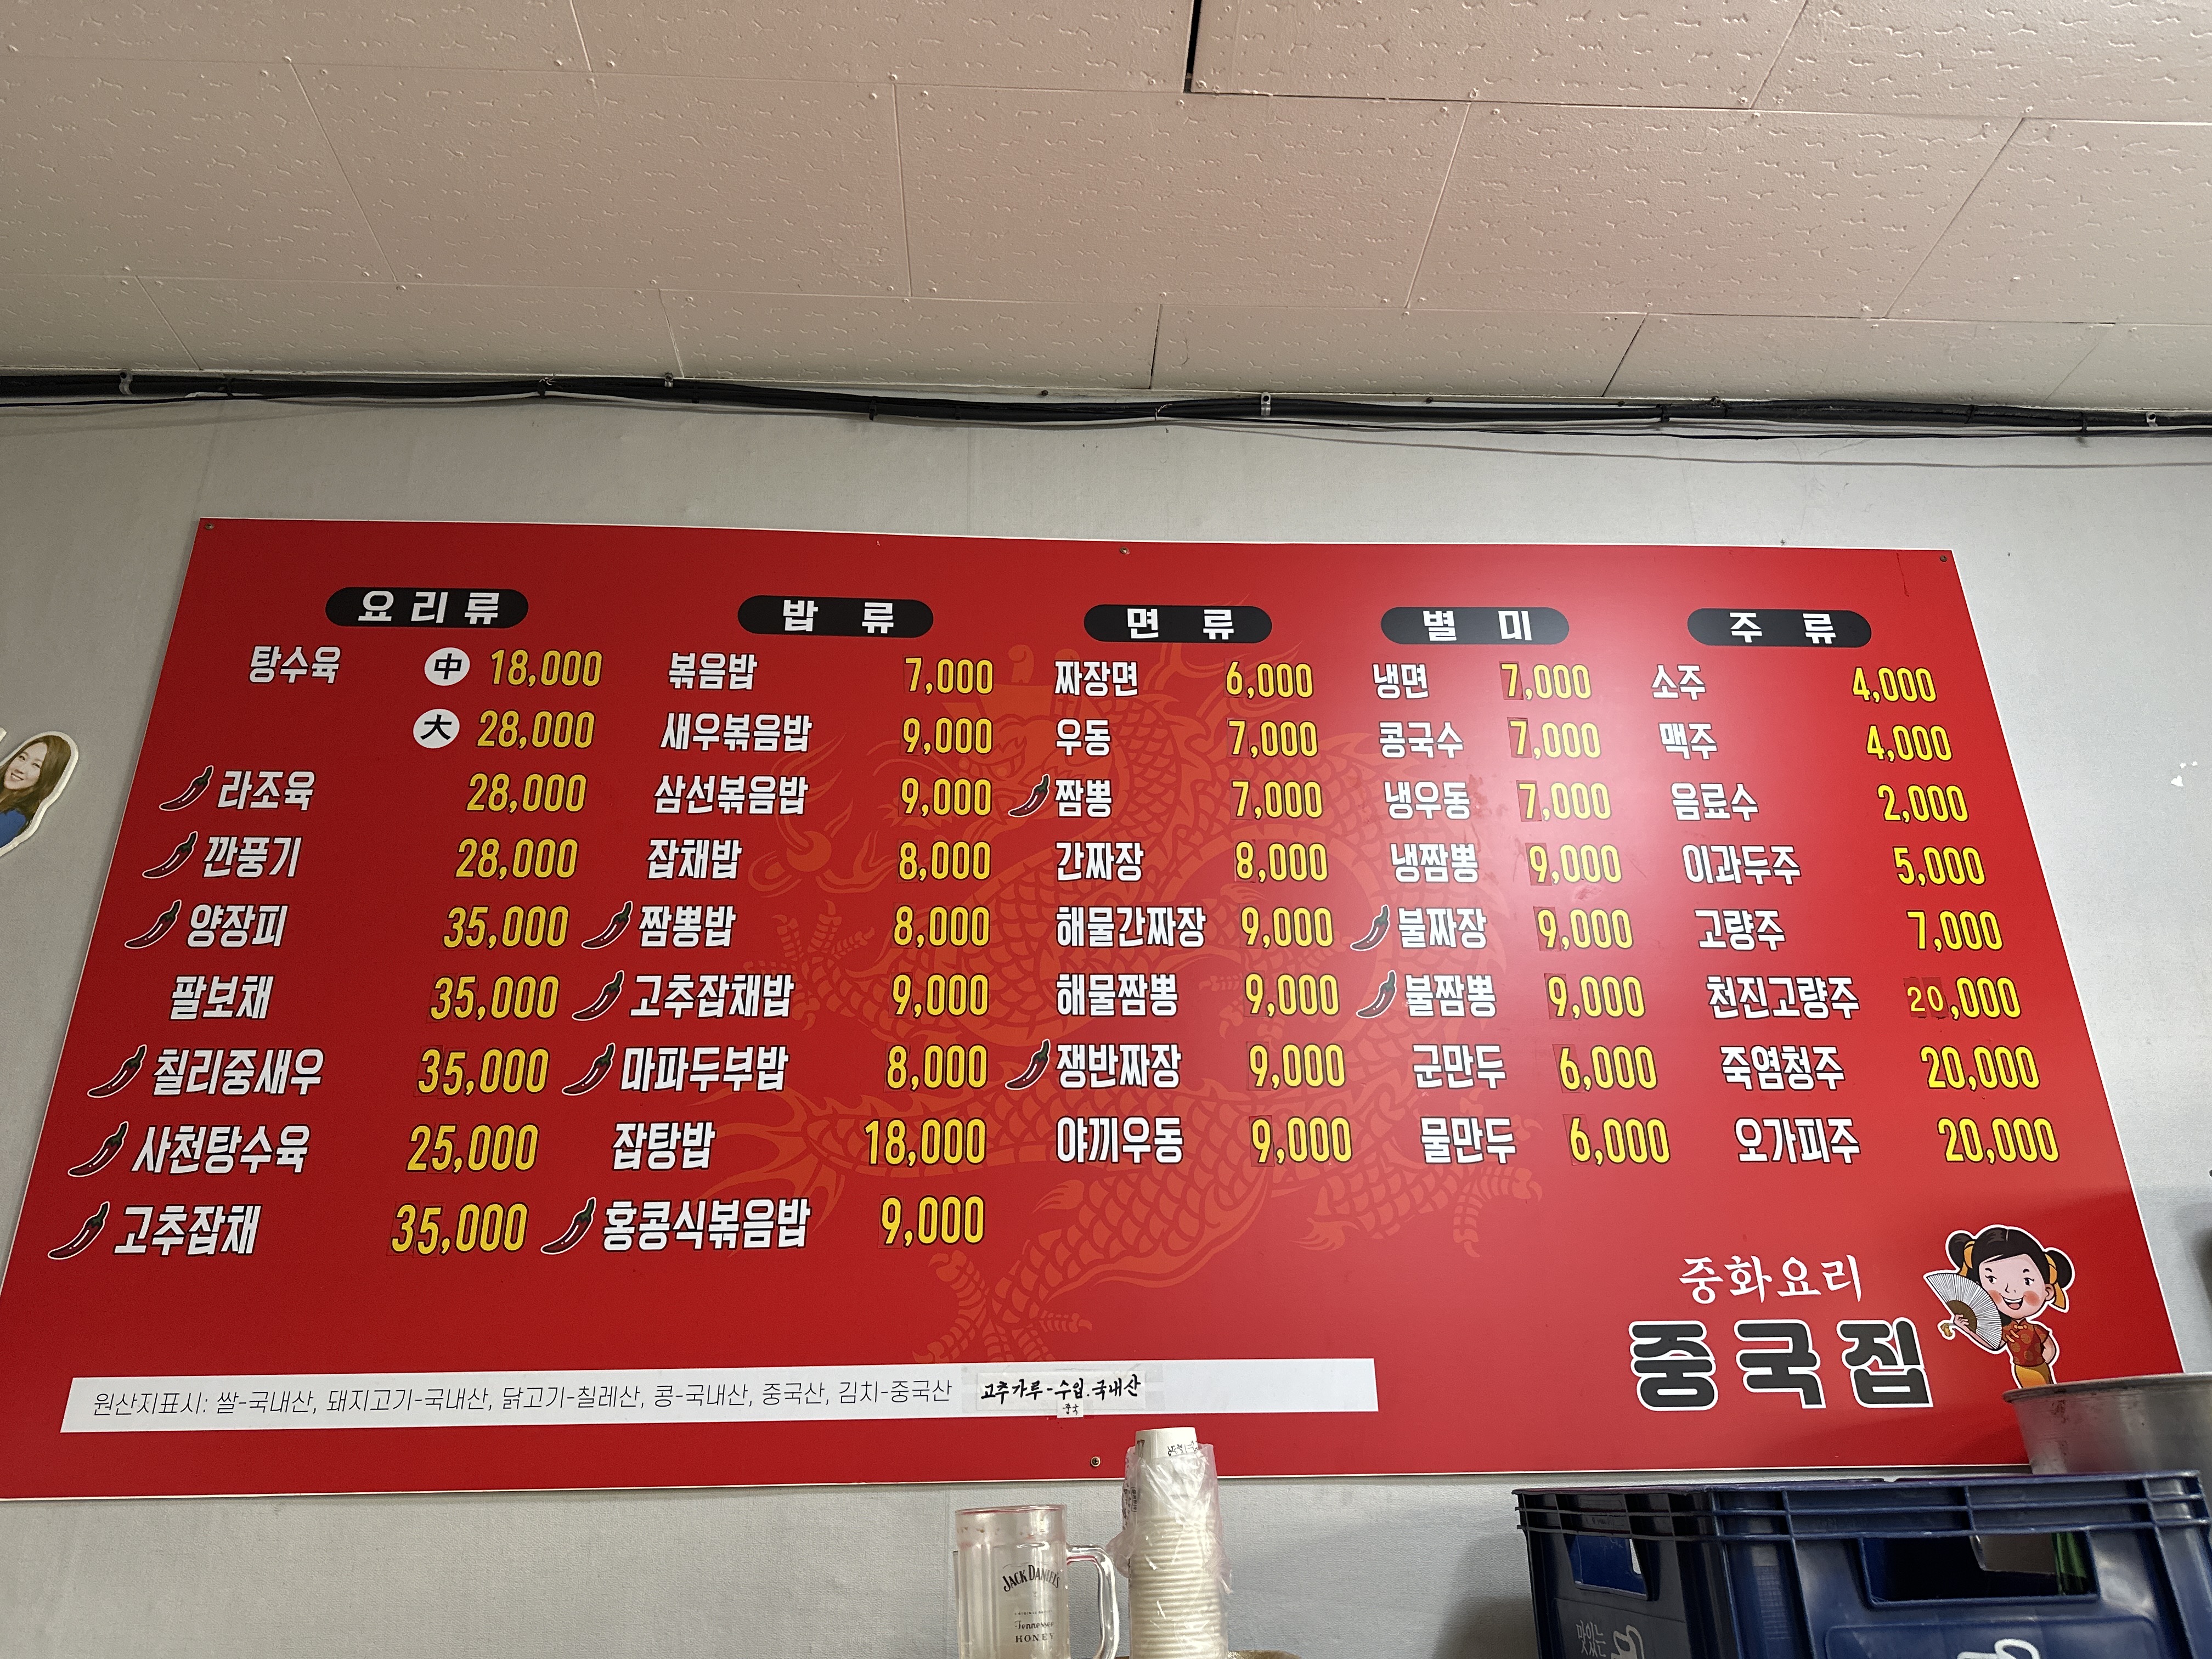 요리류
탕수육 中 18,000
大 28,000
라조육 28,000
깐풍기 28,000
양장피 35,000
팔보채 35,000
칠리중새우 35,000
사천탕수육 25,000
고추잡채 35,000
밥 류
볶음밥 7,000
새우볶음밥 9,000
삼선볶음밥 9,000
잡채밥 8,000
짬뽕밥 8,000
고추잡채밥 9,000
마파두부밥 8,000
잡탕밥 18,000
홍콩식볶음밥 9,000
면 류
짜장면 6,000
우동 7,000
짬뽕 7,000
간짜장 8,000
해물간짜장 9,000
해물짬뽕 9,000
쟁반짜장 9,000
야끼우동 9,000
별 미
냉면 7,000
콩국수 7,000
냉우동 7,000
냉짬뽕 9,000
불짜장 9,000
불짬뽕 9,000
군만두 6,000
물만두 6,000
주 류
소주 4,000
맥주 4,000
음료수 2,000
이과두주 5,000
고량주 7,000
천진고량주 20,000
죽염청주 20,000
오가피주 20,000
중화요리
중국집
원산지표시: 쌀-국내산, 돼지고기-국내산, 닭고기-칠레산, 콩-국내산, 중국산, 김치-중국산 고추가루-수입.국내산
중국
JACK DANIEL'S
Tennessee
HONEY
맛있는